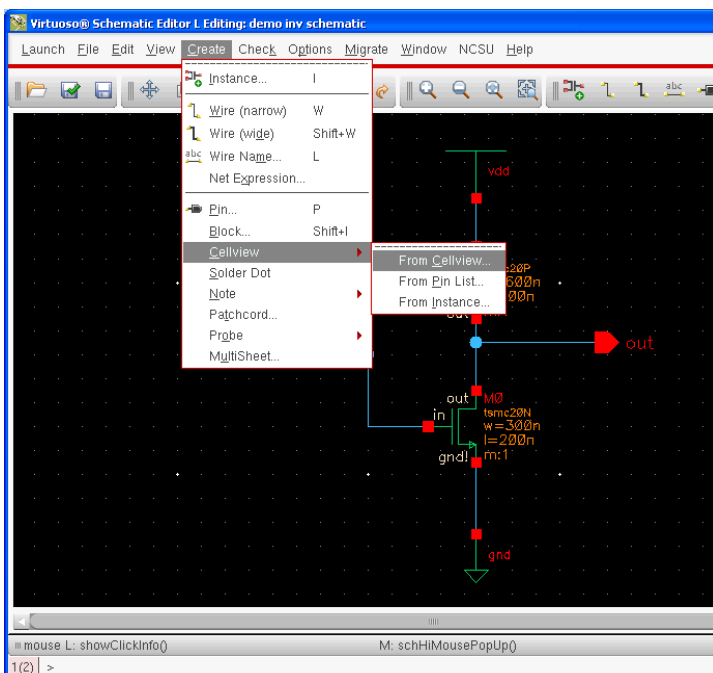 Virtuoso® Schematic Editor L Editing: demo inv schematic
Launch File Edit View Create Check Options Migrate Window NCSU Help
Instance... I
Wire (narrow) W
Wire (wide) Shift+W
abc Wire Name... L
Net Expression...
Pin... P
Block... Shift+I
Cellview
Solder Dot
Note
Patchcord...
Probe
MultiSheet...
From Cellview...
From Pin List...
From Instance...
abc
vdd
out
out
M0
in
tsmc20N
w=300n
l=200n
gnd!
m:1
gnd
mouse L: showClickInfo()
M: schHiMousePopUp()
1(2) >